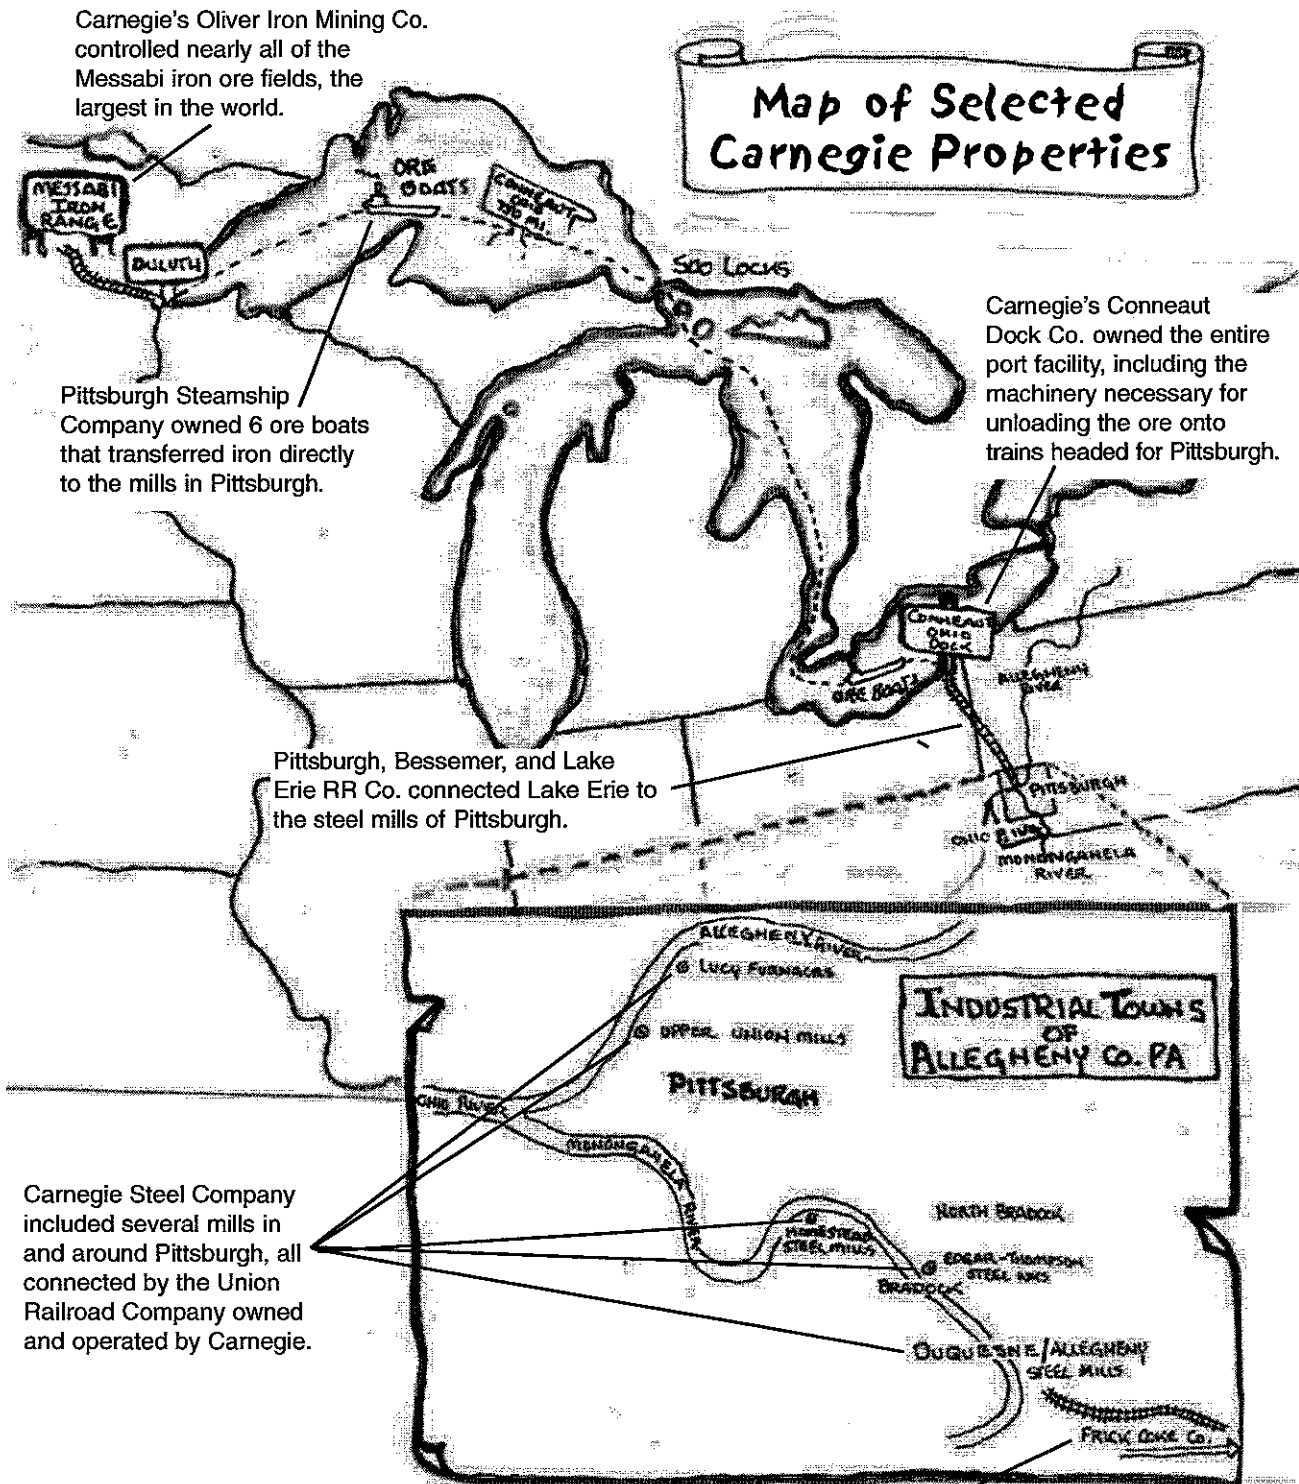 Carnegie's Oliver Iron Mining Co.
controlled nearly all of the
Messabi iron ore fields, the
largest in the world.
Map of Selected
Carnegie Properties
MESSABI
IRON
RANGE
DULUTH
ORE
BOATS
CONNEAUT
OHIO
MI.
SOO LOCKS
Carnegie's Conneaut
Dock Co. owned the entire
port facility, including the
machinery necessary for
unloading the ore onto
trains headed for Pittsburgh.
Pittsburgh Steamship
Company owned 6 ore boats
that transferred iron directly
to the mills in Pittsburgh.
CONNEAUT
OHIO
DOCK
ORE BOATS
ALLEGHENY
RIVER
Pittsburgh, Bessemer, and Lake
Erie RR Co. connected Lake Erie to
the steel mills of Pittsburgh.
PITTSBURGH
OHIO RIVER
MONONGAHELA
RIVER
ALLEGHENY RIVER
LUCY FURNACES
UPPER UNION MILLS
INDUSTRIAL TOWNS
OF
ALLEGHENY CO. PA
PITTSBURGH
OHIO RIVER
MONONGAHELA RIVER
Carnegie Steel Company
included several mills in
and around Pittsburgh, all
connected by the Union
Railroad Company owned
and operated by Carnegie.
NORTH BRADOCK
HOMESTEAD
STEEL MILLS
EDGAR-THOMPSON
STEEL WKS
BRADOCK
DUQUESNE/ALLEGHENY
STEEL MILLS
FRICK COKE CO.